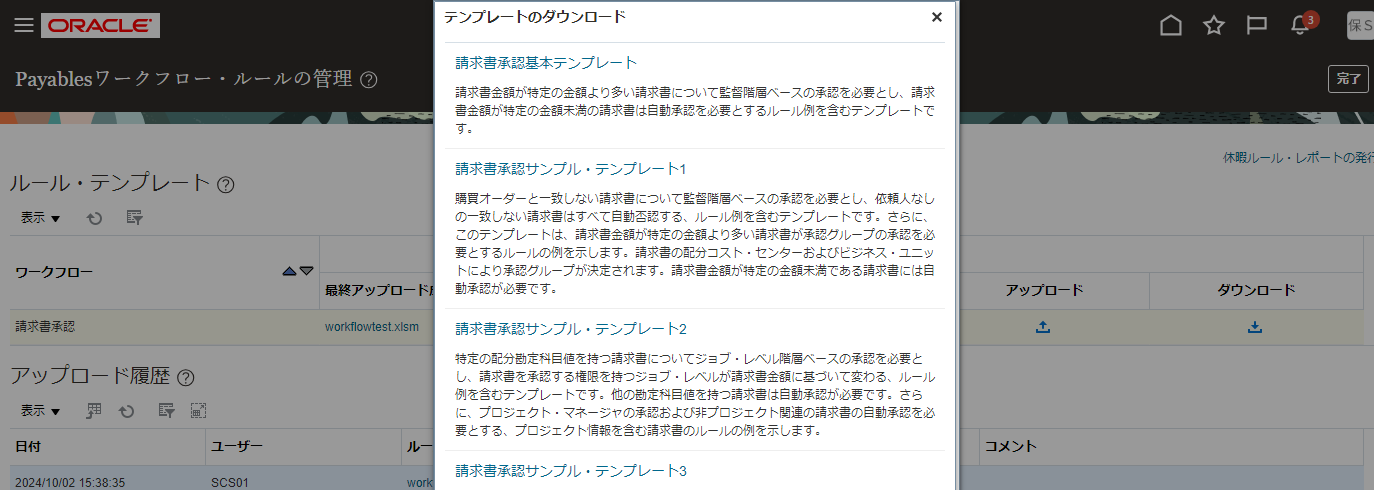 ORACLE
テンプレートのダウンロード
3
保 S
Payablesワークフロー・ルールの管理
完了
請求書承認基本テンプレート
請求書金額が特定の金額より多い請求書について監督階層ベースの承認を必要とし、請求
書金額が特定の金額未満の請求書は自動承認を必要とするルール例を含むテンプレートで
す。
休暇ルール・レポートの発行
ルール・テンプレート
表示
請求書承認サンプル・テンプレート1
購買オーダーと一致しない請求書について監督階層ベースの承認を必要とし、依頼人なし
の一致しない請求書はすべて自動否認する、ルール例を含むテンプレートです。さらに、
このテンプレートは、請求書金額が特定の金額より多い請求書が承認グループの承認を必
要とするルールの例を示します。請求書の配分コスト・センターおよびビジネス・ユニッ
トにより承認グループが決定されます。請求書金額が特定の金額未満である請求書には自
動承認が必要です。
ワークフロー
最終アップロード
アップロード
ダウンロード
請求書承認
workflowtest.xlsm
請求書承認サンプル・テンプレート2
特定の配分勘定科目値を持つ請求書についてジョブ・レベル階層ベースの承認を必要と
し、請求書を承認する権限を持つジョブ・レベルが請求書金額に基づいて変わる、ルール
例を含むテンプレートです。他の勘定科目値を持つ請求書は自動承認が必要です。さら
に、プロジェクト・マネージャの承認および非プロジェクト関連の請求書の自動承認を必
要とする、プロジェクト情報を含む請求書のルールの例を示します。
アップロード履歴
表示
日付
ユーザー
ルー
コメント
請求書承認サンプル・テンプレート3
2024/10/02 15:38:35
SCS01
work